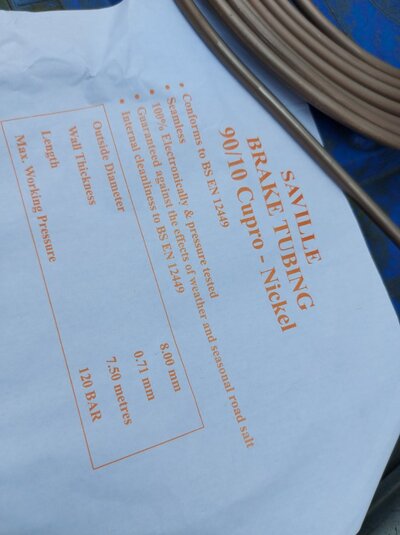 SAVILLE
BRAKE TUBING
90/10 Cupro - Nickel
• Conforms to BS EN 12449
• Seamless
• 100% Electronically & pressure tested
• Guaranteed against the effects of weather and seasonal road salt
• Internal cleanliness to BS EN 12449
Outside Diameter 8.00 mm
Wall Thickness 0.71 mm
Length 7.50 metres
Max. Working Pressure 120 BAR